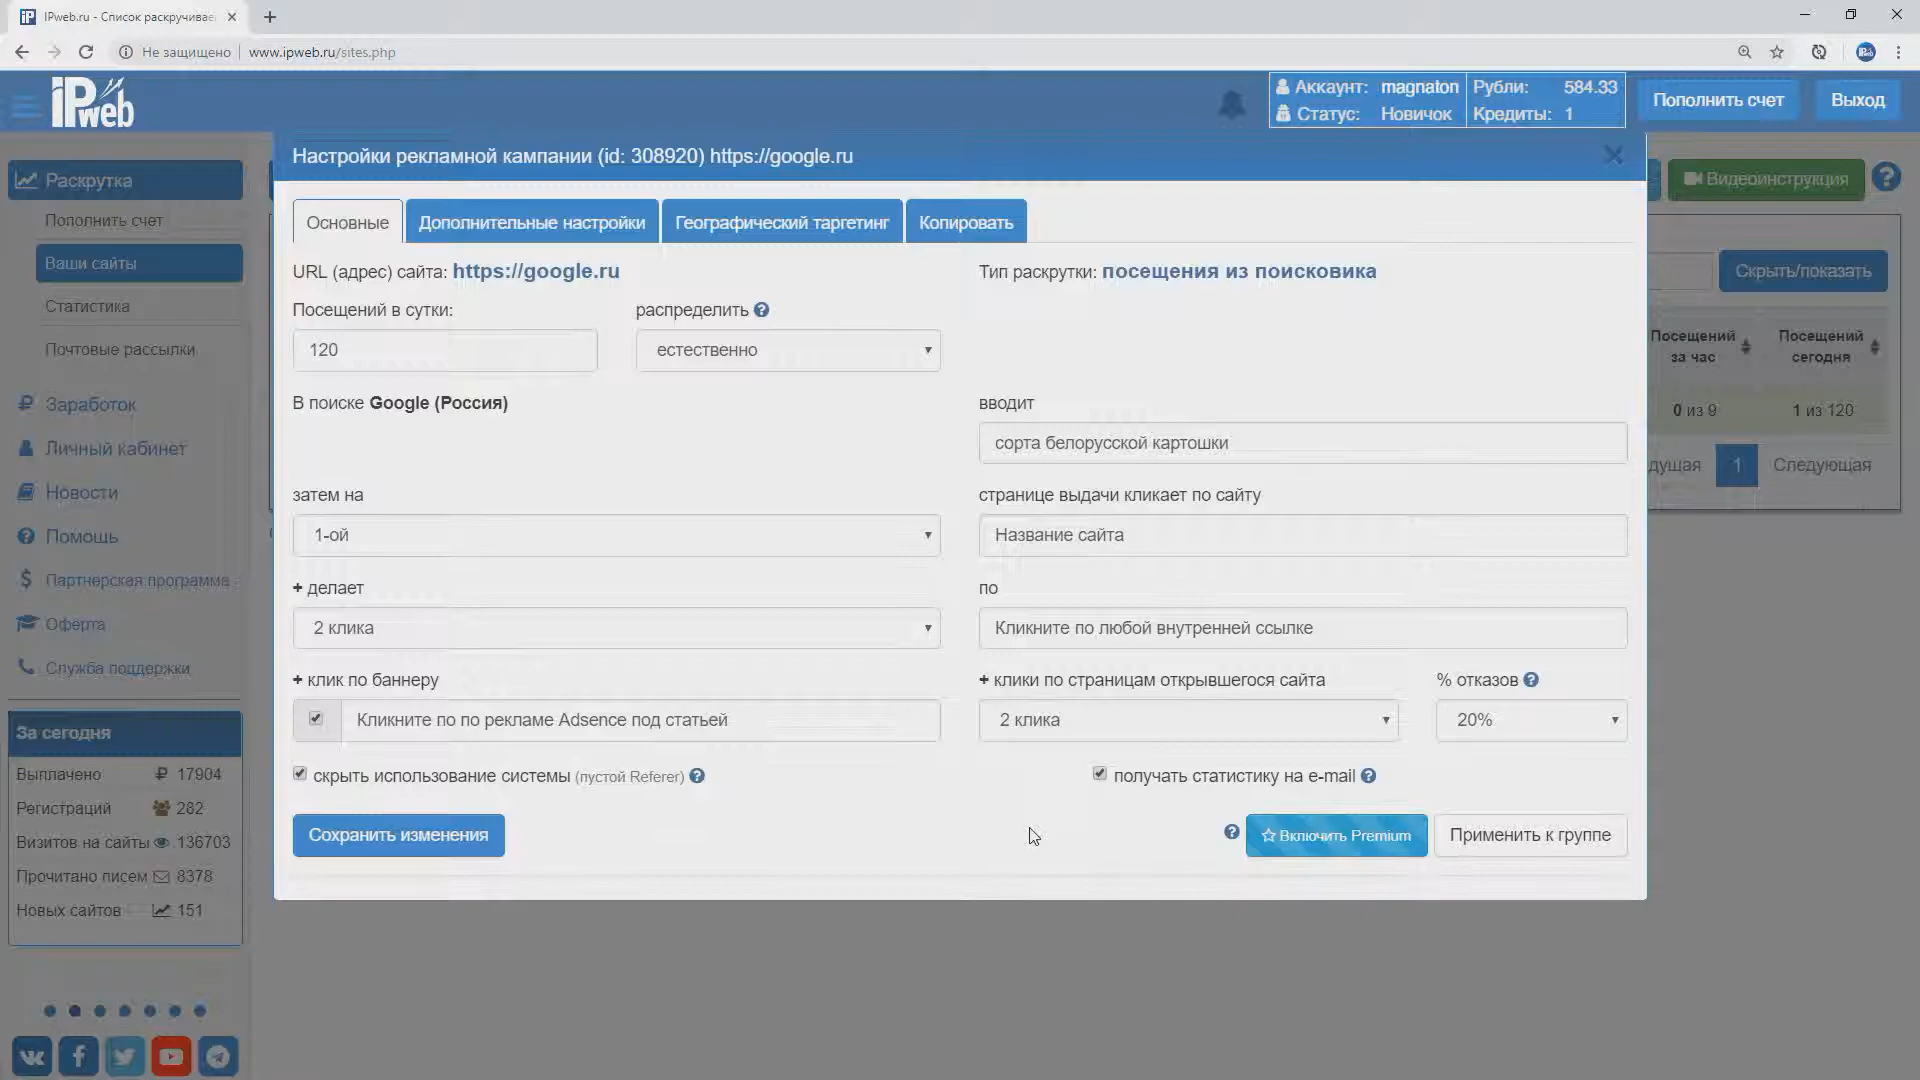 IPweb.ru - Список раскручивае
Не защищено
www.ipweb.ru/sites.php
iPweb
Аккаунт: magnaton
Рубли: 584.33
Статус: Новичок
Кредиты: 1
Пополнить счет
Выход
Настройки рекламной кампании (id: 308920) https://google.ru
Раскрутка
Пополнить счет
Ваши сайты
Статистика
Почтовые рассылки
Заработок
Личный кабинет
Новости
Помощь
Партнерская программа
Оферта
Служба поддержки
За сегодня
Выплачено ₽ 17904
Регистраций 282
Визитов на сайты 136703
Прочитано писем 8378
Новых сайтов 151
Основные
Дополнительные настройки
Географический таргетинг
Копировать
URL (адрес) сайта: https://google.ru
Тип раскрутки: посещения из поисковика
Посещений в сутки:
распределить
120
естественно
В поиске Google (Россия)
вводит
сорта белорусской картошки
затем на
странице выдачи кликает по сайту
1-ой
Название сайта
+ делает
по
2 клика
Кликните по любой внутренней ссылке
+ клик по баннеру
+ клики по страницам открывшегося сайта
% отказов
Кликните по по рекламе Adsence под статьей
2 клика
20%
скрыть использование системы (пустой Referer)
получать статистику на e-mail
Сохранить изменения
Включить Premium
Применить к группе
Видеоинструкция
Скрыть/показать
Посещений за час
Посещений сегодня
0 из 9
1 из 120
дущая
1
Следующая